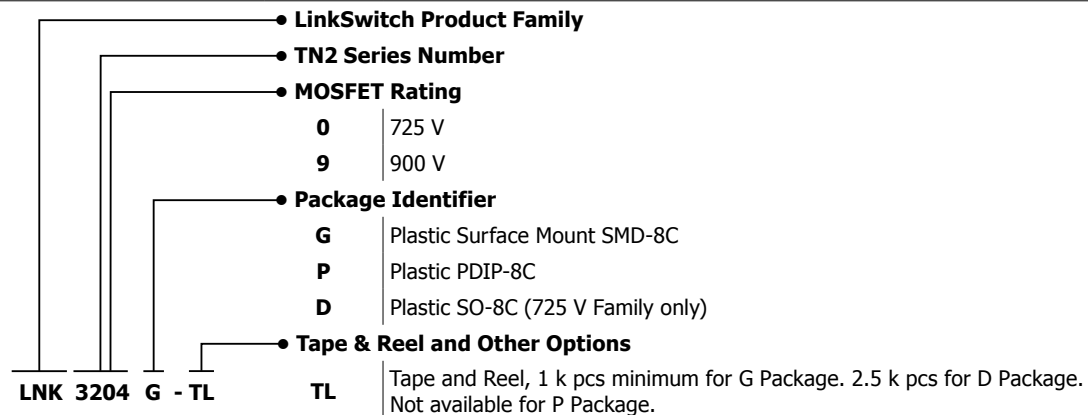 LinkSwitch Product Family
TN2 Series Number
MOSFET Rating
0 725 V
9 900 V
Package Identifier
G Plastic Surface Mount SMD-8C
P Plastic PDIP-8C
D Plastic SO-8C (725 V Family only)
Tape & Reel and Other Options
LNK 3204 G - TL
TL Tape and Reel, 1 k pcs minimum for G Package. 2.5 k pcs for D Package.
Not available for P Package.